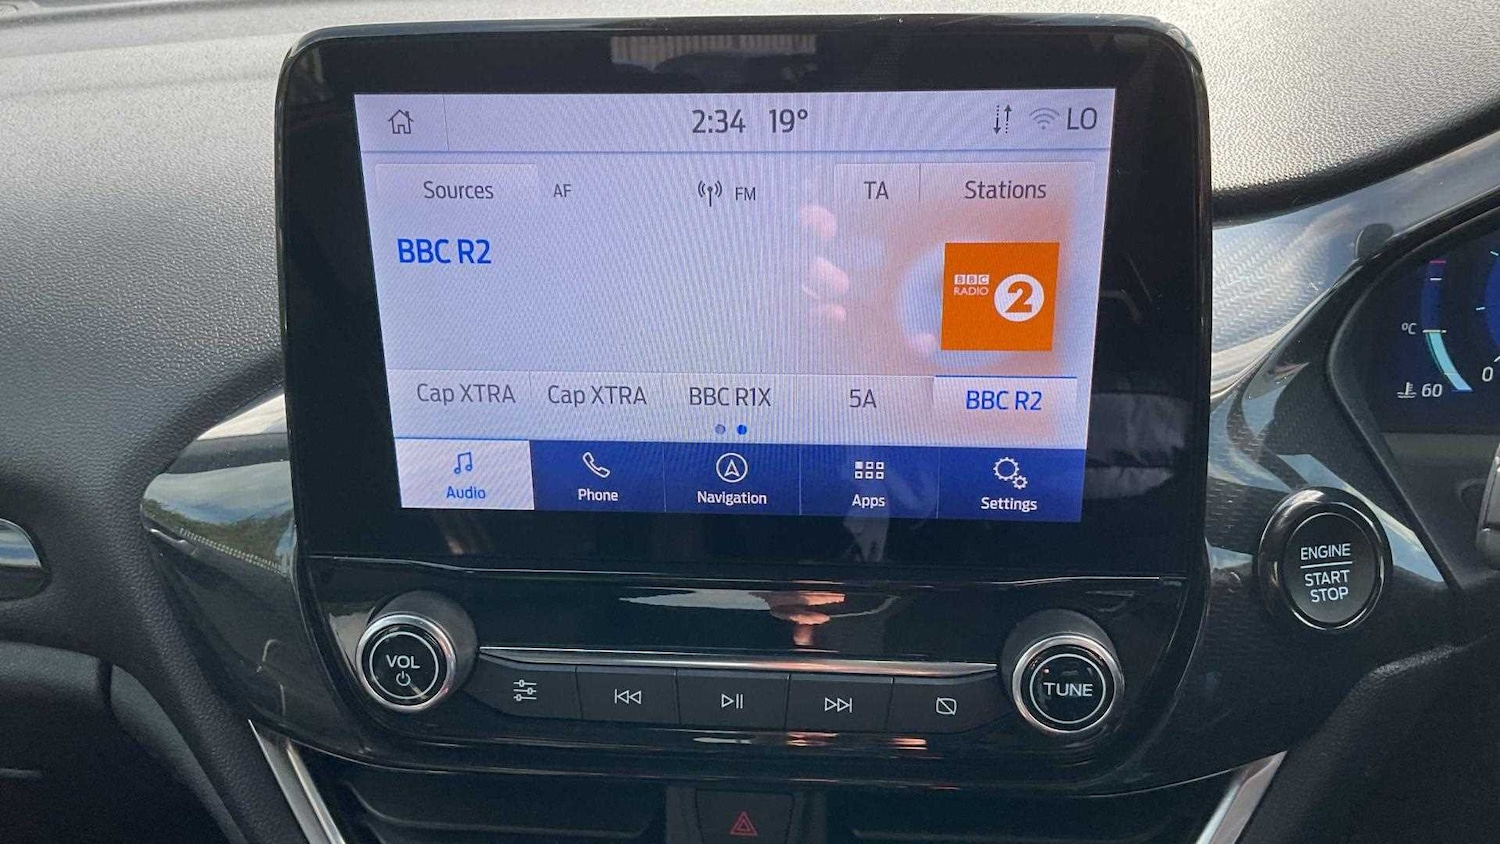 2:34 19° LO
Sources AF FM TA Stations
BBC R2
BBC
RADIO 2
Cap XTRA Cap XTRA BBC R1X 5A BBC R2
Audio Phone Navigation Apps Settings
VOL
TUNE
ENGINE
START
STOP
°C
60
0